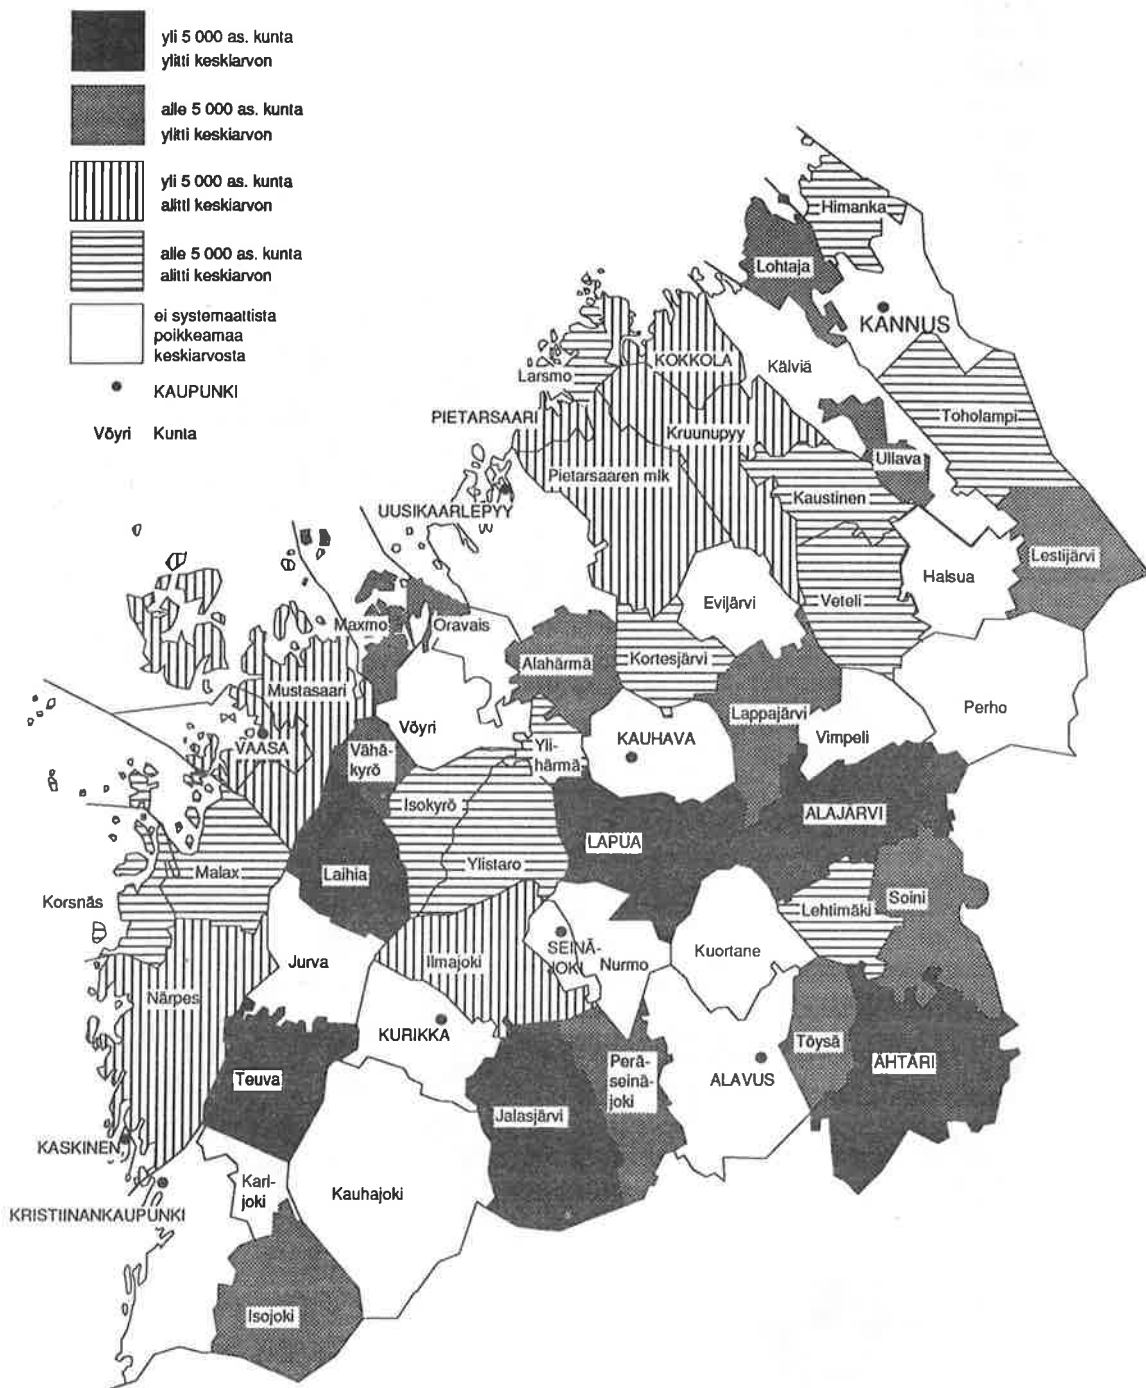 yli 5 000 as. kunta
ylitti keskiarvon
alle 5 000 as. kunta
ylitti keskiarvon
yli 5 000 as. kunta
alitti keskiarvon
alle 5 000 as. kunta
alitti keskiarvon
ei systemaattista
poikkeamaa
keskiarvosta
KAUPUNKI
Vöyri Kunta
Himanka
Lohtaja
KANNUS
KOKKOLA
Kälviä
Larsmo
Toholampi
PIETARSAARI
Kruunupyy
Ullava
Pietarsaaren mlk
Kaustinen
UUSIKAARLEPYY
Lestijärvi
Halsua
Evijärvi
Veteli
Maxmo
Oravais
Alahärmä
Kortesjärvi
Mustasaari
Lappajärvi
Perho
Vöyri
Vimpeli
VAASA
Vähä-
kyrö
Yli-
härmä
KAUHAVA
Isokyrö
ALAJÄRVI
LAPUA
Malax
Laihia
Ylistaro
Soini
Korsnäs
Lehtimäki
Jurva
Ilmajoki
SEINÄ-
JOKI
Nurmo
Kuortane
Närpes
KURIKKA
Töysä
Teuva
Perä-
seinä-
joki
ALAVUS
ÄHTÄRI
Jalasjärvi
KASKINEN
Kari-
joki
Kauhajoki
KRISTIINANKAUPUNKI
Isojoki